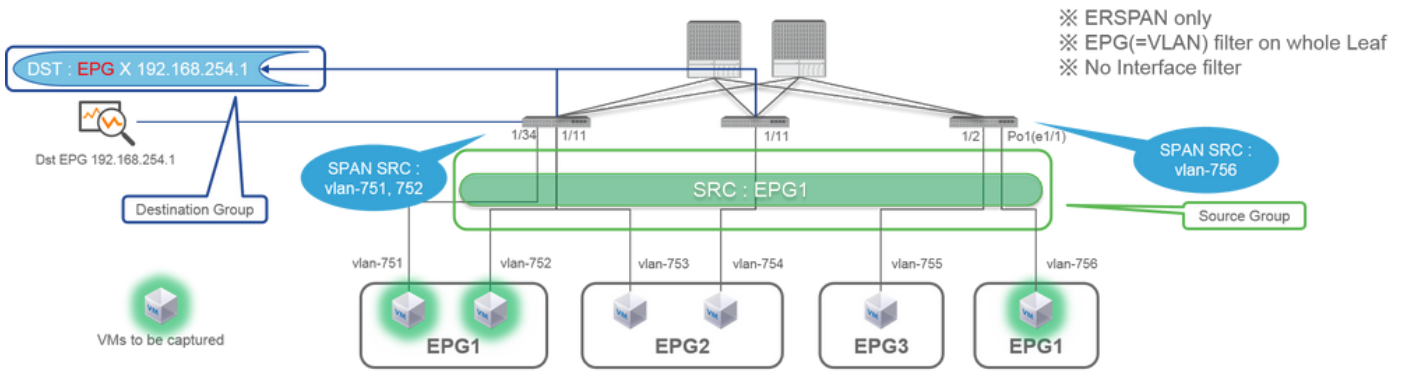 ※ ERSPAN only
※ EPG(=VLAN) filter on whole Leaf
※ No Interface filter
DST : EPG X 192.168.254.1
Dst EPG 192.168.254.1
1/34
1/11
1/11
1/2
Po1(e1/1)
SPAN SRC :
vlan-751, 752
SPAN SRC :
vlan-756
SRC : EPG1
Destination Group
Source Group
vlan-751
vlan-752
vlan-753
vlan-754
vlan-755
vlan-756
VM
VM
VM
VM
VM
VM
VM
VMs to be captured
EPG1
EPG2
EPG3
EPG1